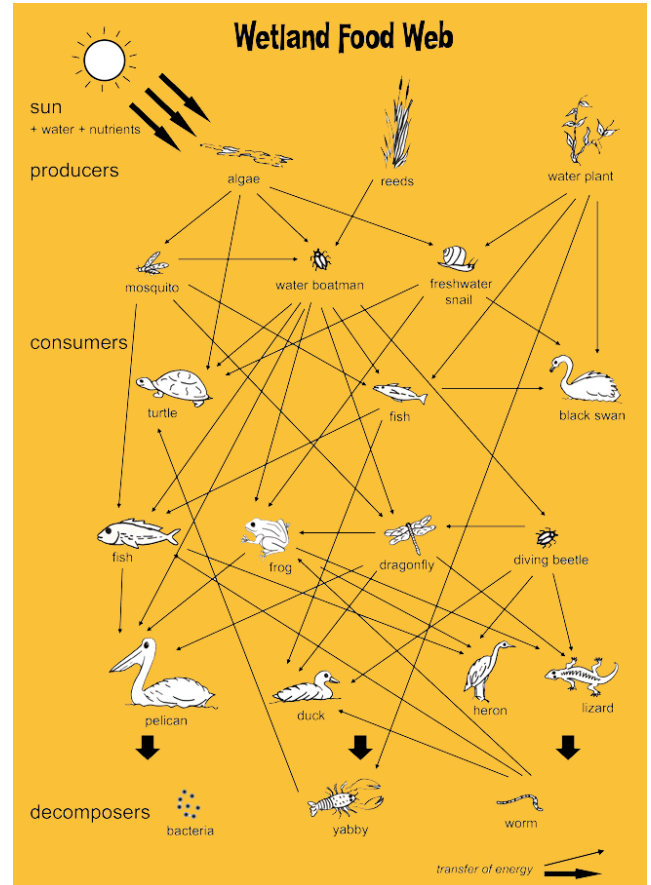 Wetland Food Web
sun
+ water + nutrients
producers
algae
reeds
water plant
mosquito
water boatman
freshwater
snail
consumers
turtle
fish
black swan
fish
frog
dragonfly
diving beetle
pelican
duck
heron
lizard
decomposers
bacteria
yabby
worm
transfer of energy